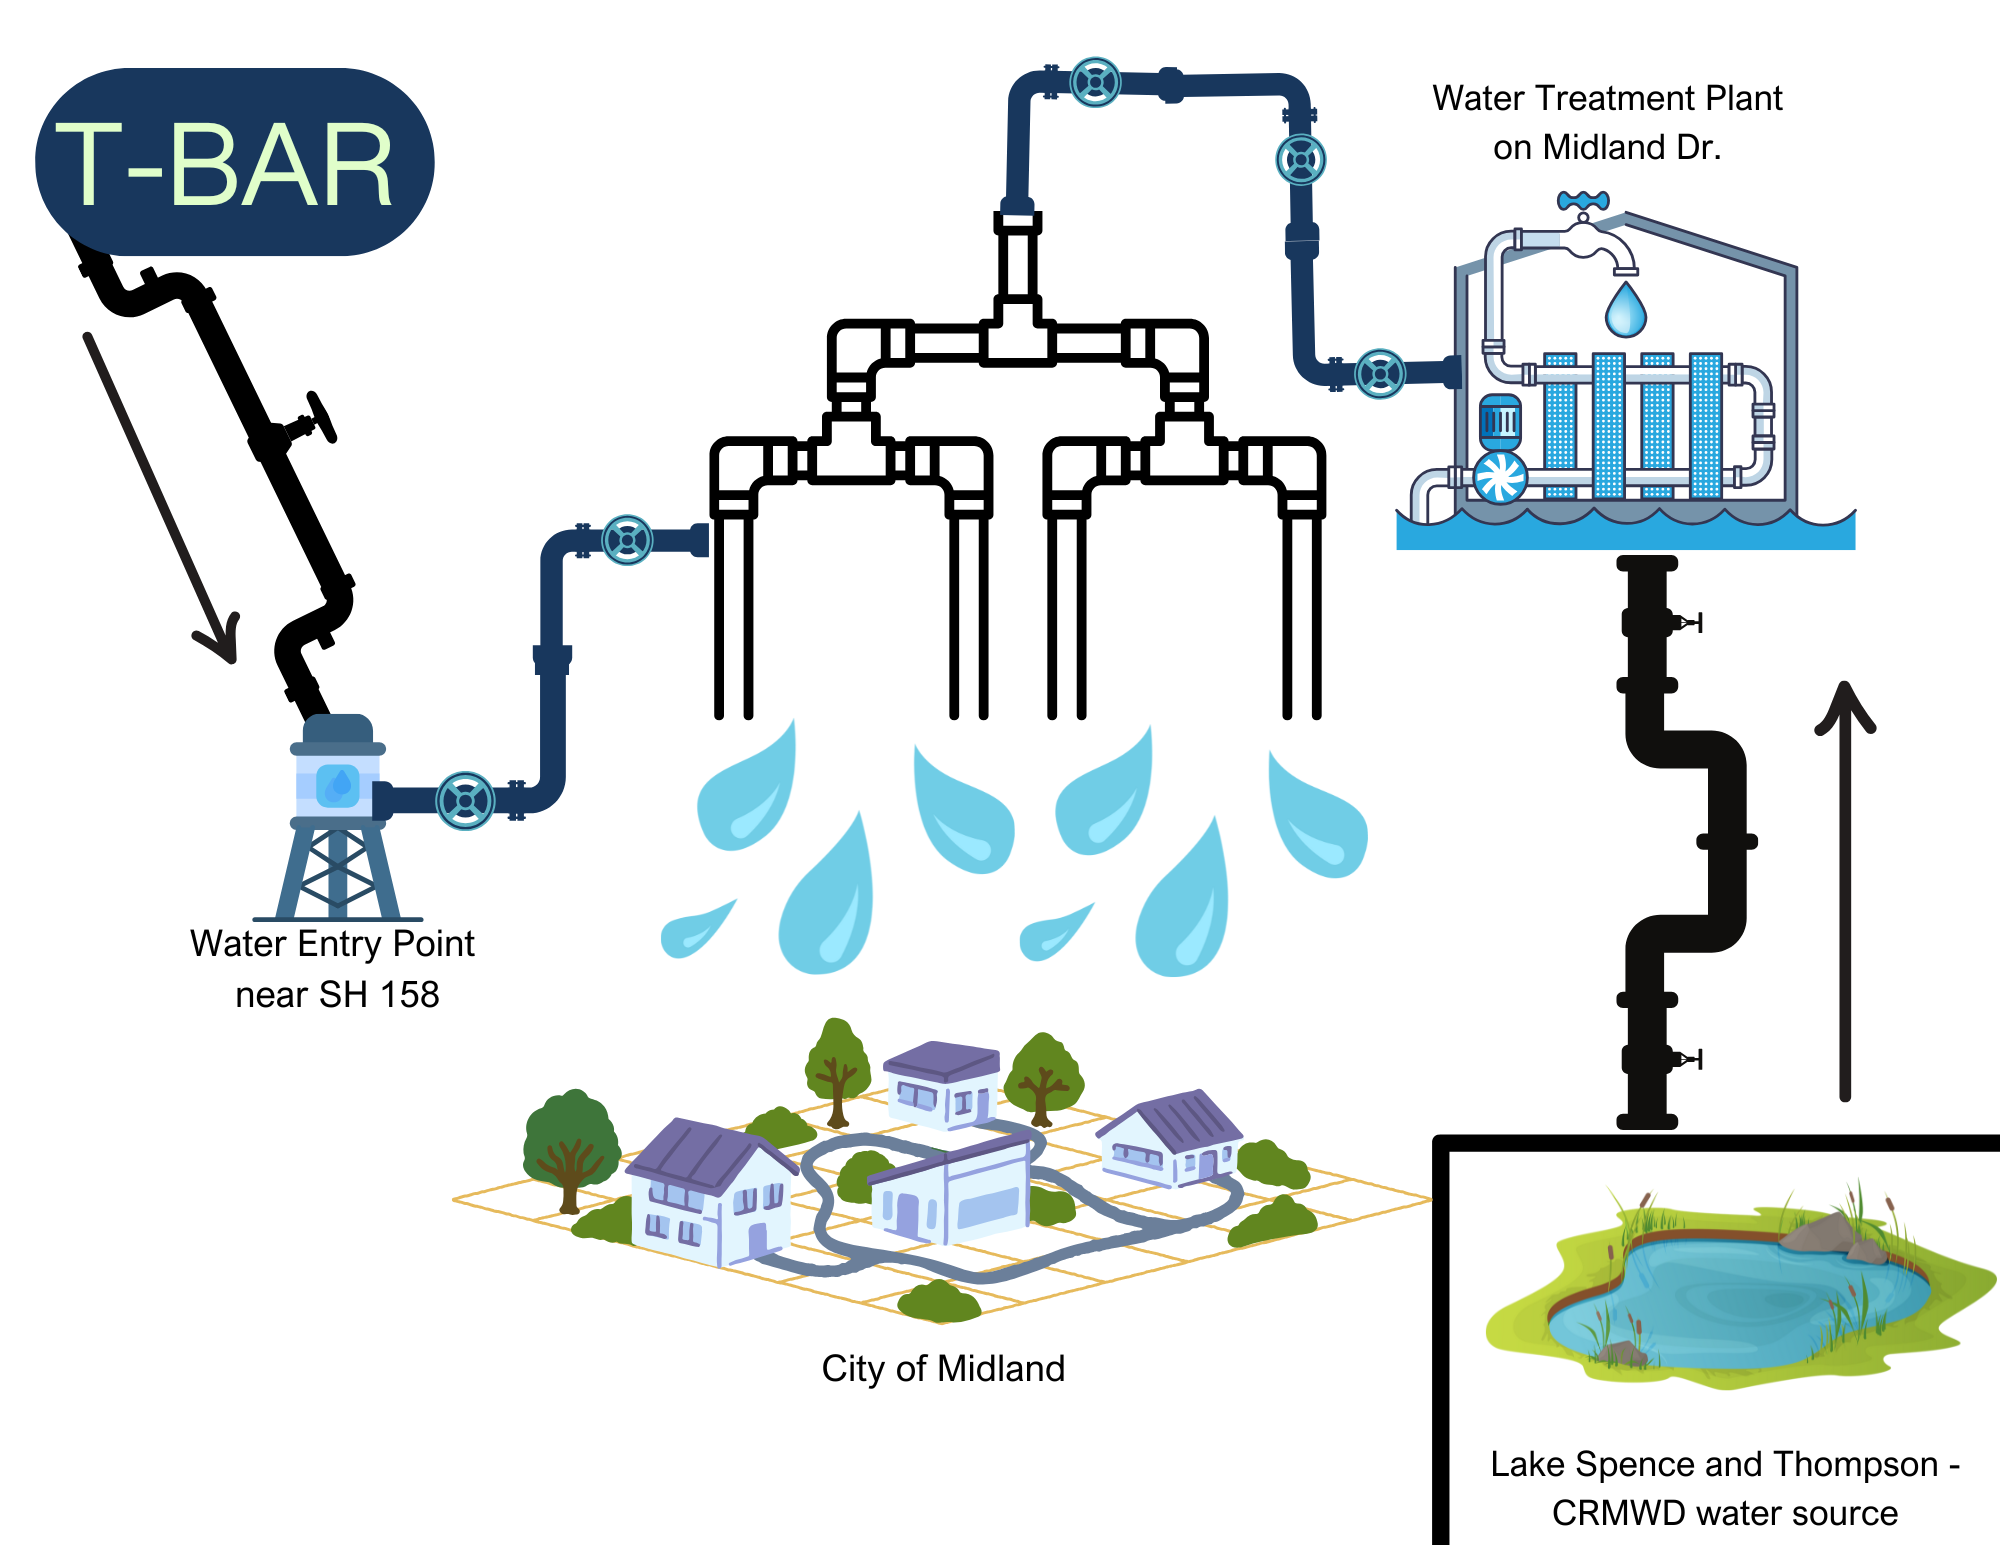 T-BAR
Water Treatment Plant
on Midland Dr.
Water Entry Point
near SH 158
City of Midland
Lake Spence and Thompson -
CRMWD water source